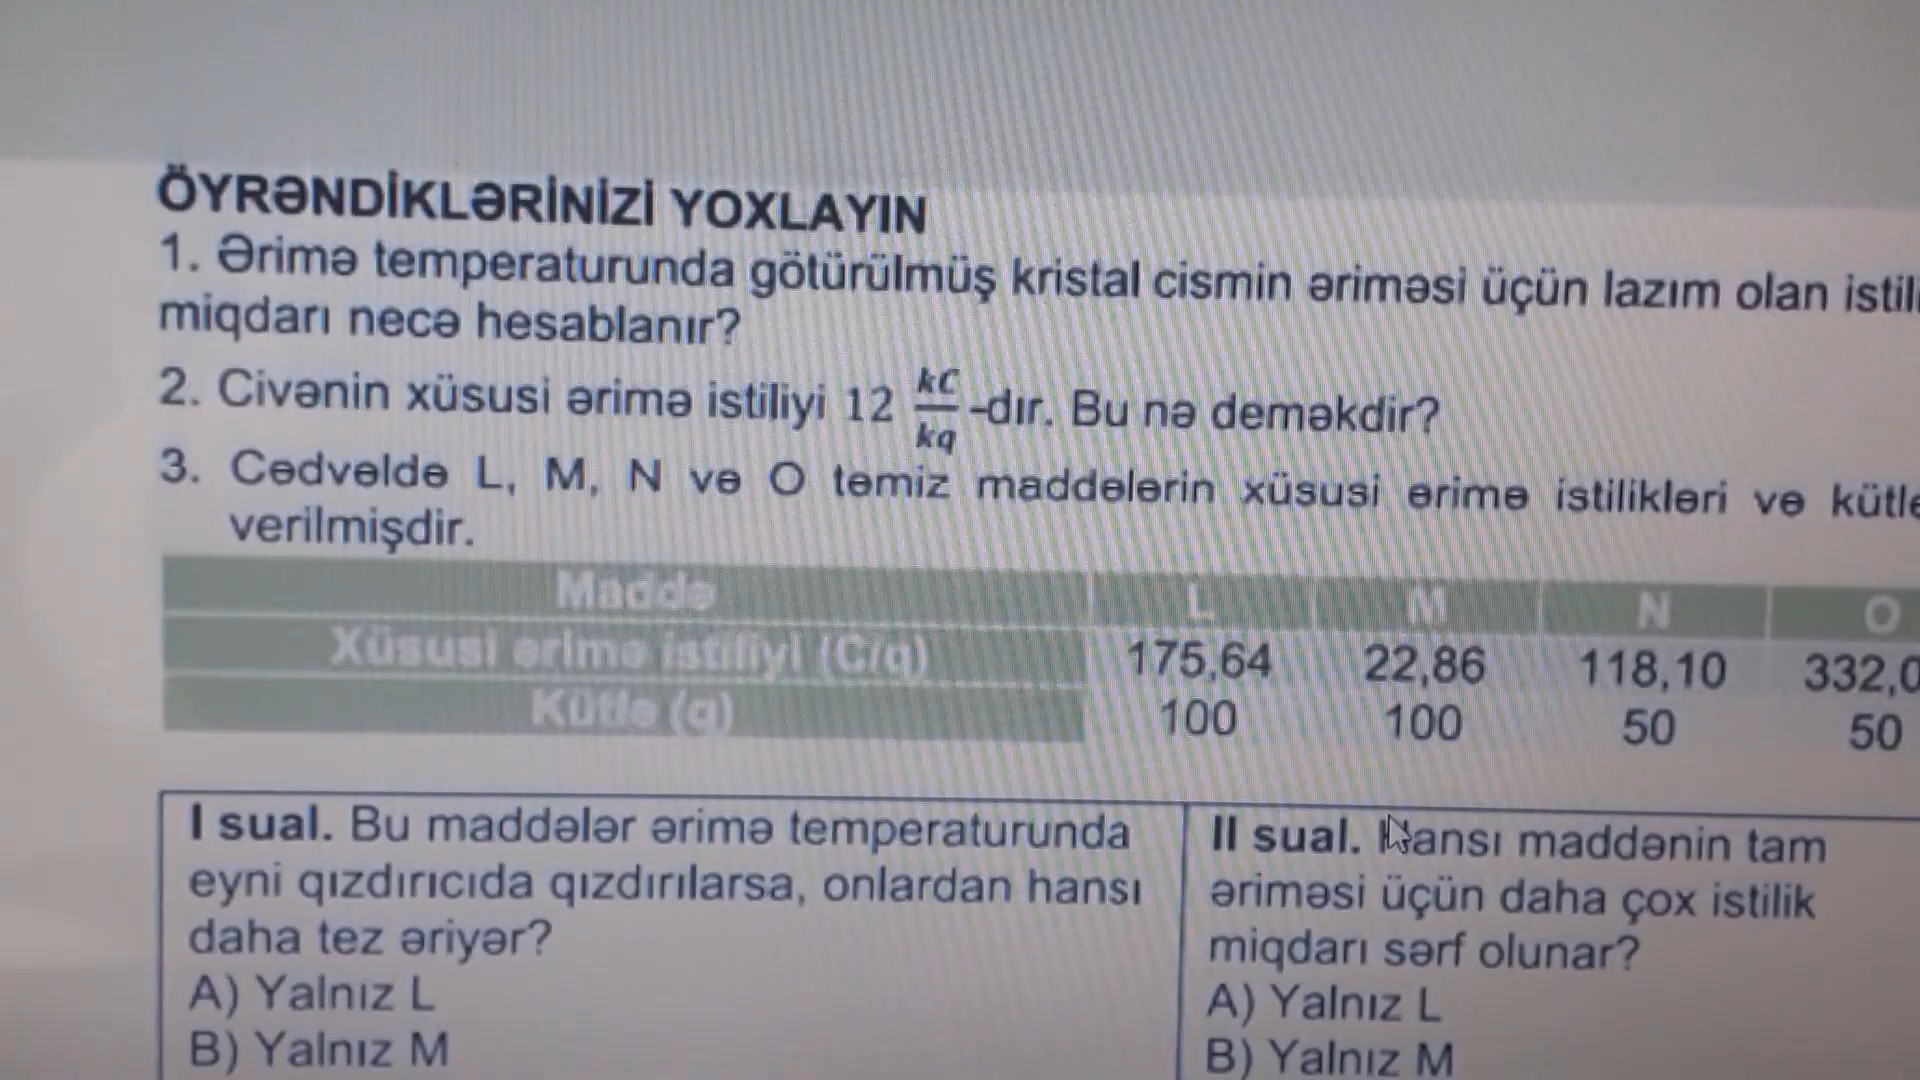 ÖYRƏNDİKLƏRİNİZİ YOXLAYIN
1. Ərimə temperaturunda götürülmüş kristal cismin əriməsi üçün lazım olan
miqdarı necə hesablanır?
2. Civənin xüsusi ərimə istiliyi 12 kC/kq-dır. Bu nə deməkdir?
3. Cədvəldə L, M, N və O təmiz maddələrin xüsusi ərimə istilikləri və
verilmişdir.
Maddə L M N O
Xüsusi ərimə istiliyi (C/q) 175,64 22,86 118,10 332,0
Kütlə (q) 100 100 50 50
I sual. Bu maddələr ərimə temperaturunda
eyni qızdırıcıda qızdırılarsa, onlardan hansı
daha tez əriyər?
A) Yalnız L
B) Yalnız M
II sual. Hansı maddənin tam
əriməsi üçün daha çox istilik
miqdarı sərf olunar?
A) Yalnız L
B) Yalnız M